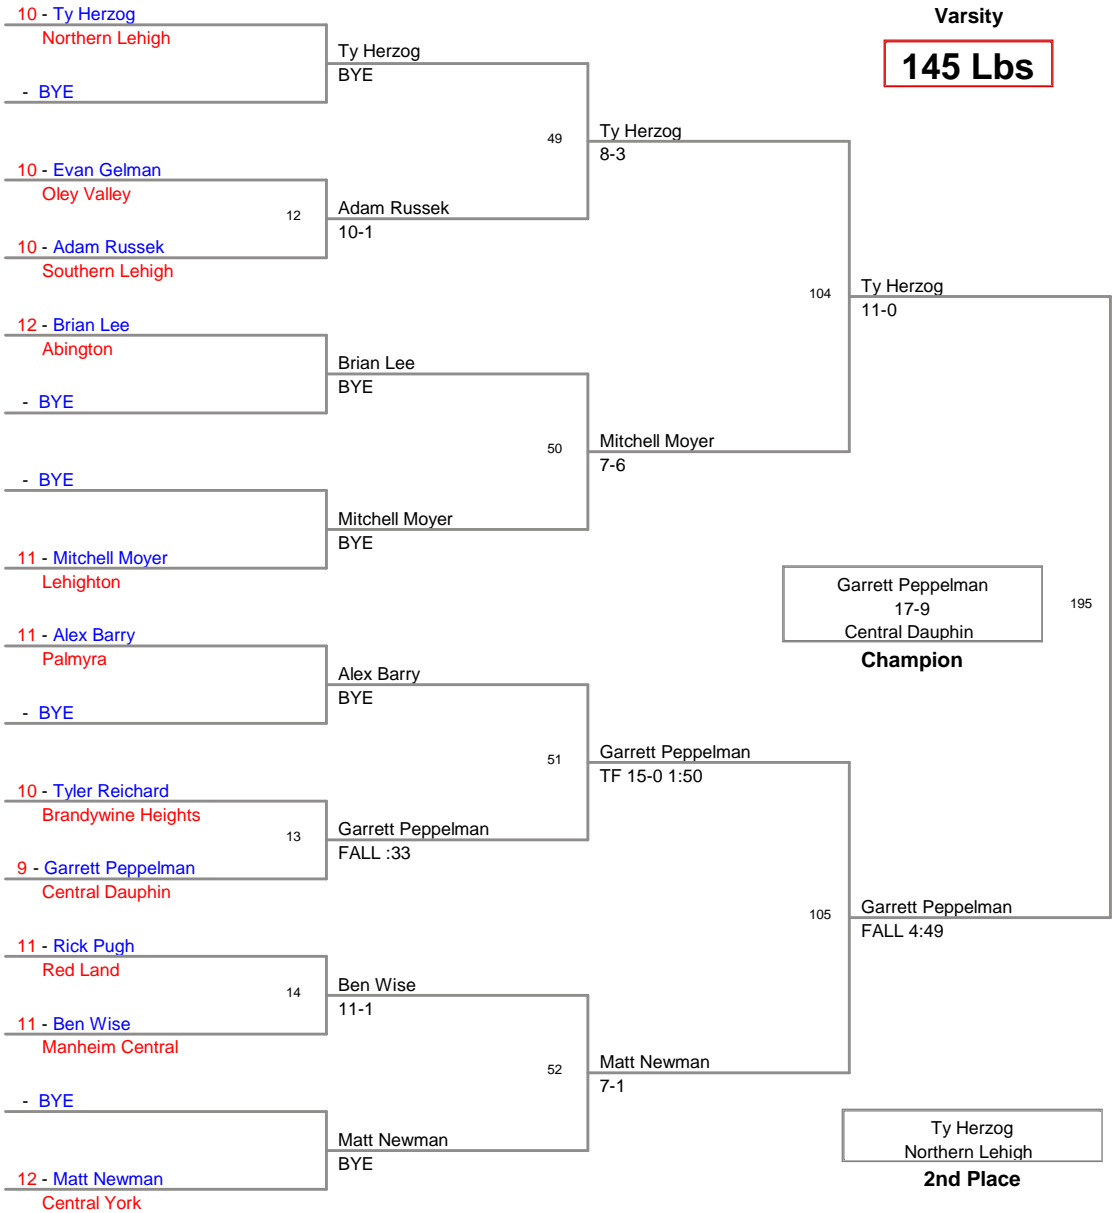 Varsity
145 Lbs
10 - Ty Herzog
Northern Lehigh
- BYE
10 - Evan Gelman
Oley Valley
10 - Adam Russek
Southern Lehigh
12 - Brian Lee
Abington
- BYE
- BYE
11 - Mitchell Moyer
Lehighton
11 - Alex Barry
Palmyra
- BYE
10 - Tyler Reichard
Brandywine Heights
9 - Garrett Peppelman
Central Dauphin
11 - Rick Pugh
Red Land
11 - Ben Wise
Manheim Central
- BYE
12 - Matt Newman
Central York
Ty Herzog
BYE
12
Adam Russek
10-1
Brian Lee
BYE
Mitchell Moyer
BYE
Alex Barry
BYE
13
Garrett Peppelman
FALL :33
14
Ben Wise
11-1
Matt Newman
BYE
49
Ty Herzog
8-3
50
Mitchell Moyer
7-6
51
Garrett Peppelman
TF 15-0 1:50
52
Matt Newman
7-1
104
Ty Herzog
11-0
105
Garrett Peppelman
FALL 4:49
195
Garrett Peppelman
17-9
Central Dauphin
Champion
Ty Herzog
Northern Lehigh
2nd Place